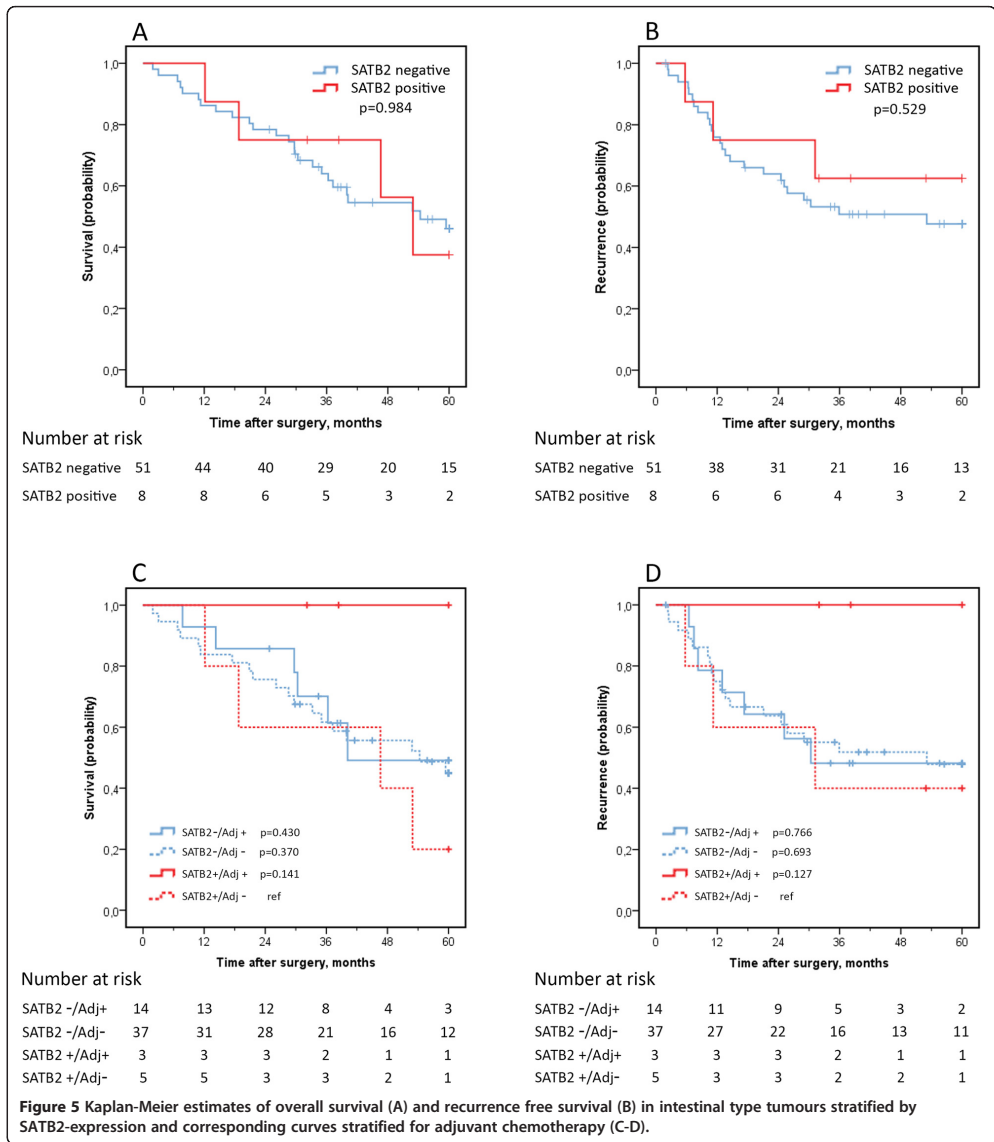 A
SATB2 negative
SATB2 positive
p=0.984
1,0
0,8
0,6
0,4
0,2
0,0
Survival (probability)
0 12 24 36 48 60
Time after surgery, months
Number at risk
SATB2 negative 51 44 40 29 20 15
SATB2 positive 8 8 6 5 3 2
B
SATB2 negative
SATB2 positive
p=0.529
1,0
0,8
0,6
0,4
0,2
0,0
Recurrence (probability)
0 12 24 36 48 60
Time after surgery, months
Number at risk
SATB2 negative 51 38 31 21 16 13
SATB2 positive 8 6 6 4 3 2
C
1,0
0,8
0,6
0,4
0,2
0,0
Survival (probability)
SATB2−/Adj + p=0.430
SATB2−/Adj − p=0.370
SATB2+/Adj + p=0.141
SATB2+/Adj − ref
0 12 24 36 48 60
Time after surgery, months
Number at risk
SATB2 −/Adj+ 14 13 12 8 4 3
SATB2 −/Adj- 37 31 28 21 16 12
SATB2 +/Adj+ 3 3 3 2 1 1
SATB2 +/Adj- 5 5 3 3 2 1
D
1,0
0,8
0,6
0,4
0,2
0,0
Recurrence (probability)
SATB2−/Adj + p=0.766
SATB2−/Adj − p=0.693
SATB2+/Adj + p=0.127
SATB2+/Adj − ref
0 12 24 36 48 60
Time after surgery, months
Number at risk
SATB2 −/Adj+ 14 11 9 5 3 2
SATB2 −/Adj- 37 27 22 16 13 11
SATB2 +/Adj+ 3 3 3 2 1 1
SATB2 +/Adj- 5 3 3 2 2 1
Figure 5 Kaplan-Meier estimates of overall survival (A) and recurrence free survival (B) in intestinal type tumours stratified by
SATB2-expression and corresponding curves stratified for adjuvant chemotherapy (C-D).